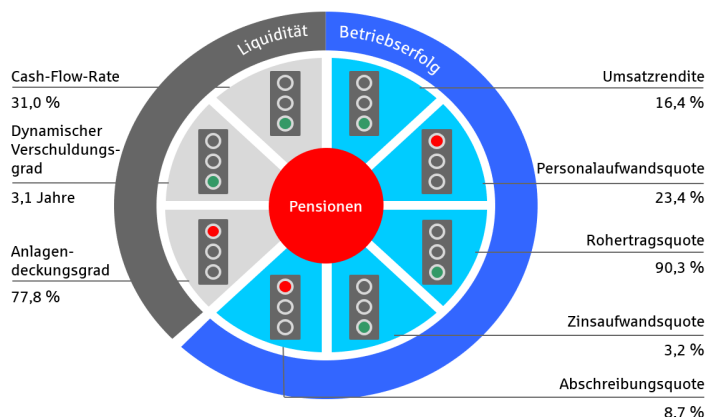 Liquidität
Betriebserfolg
Cash-Flow-Rate
31,0 %
Dynamischer
Verschuldungs-
grad
3,1 Jahre
Anlagen-
deckungsgrad
77,8 %
Pensionen
Umsatzrendite
16,4 %
Personalaufwandsquote
23,4 %
Rohertragsquote
90,3 %
Zinsaufwandsquote
3,2 %
Abschreibungsquote
8,7 %